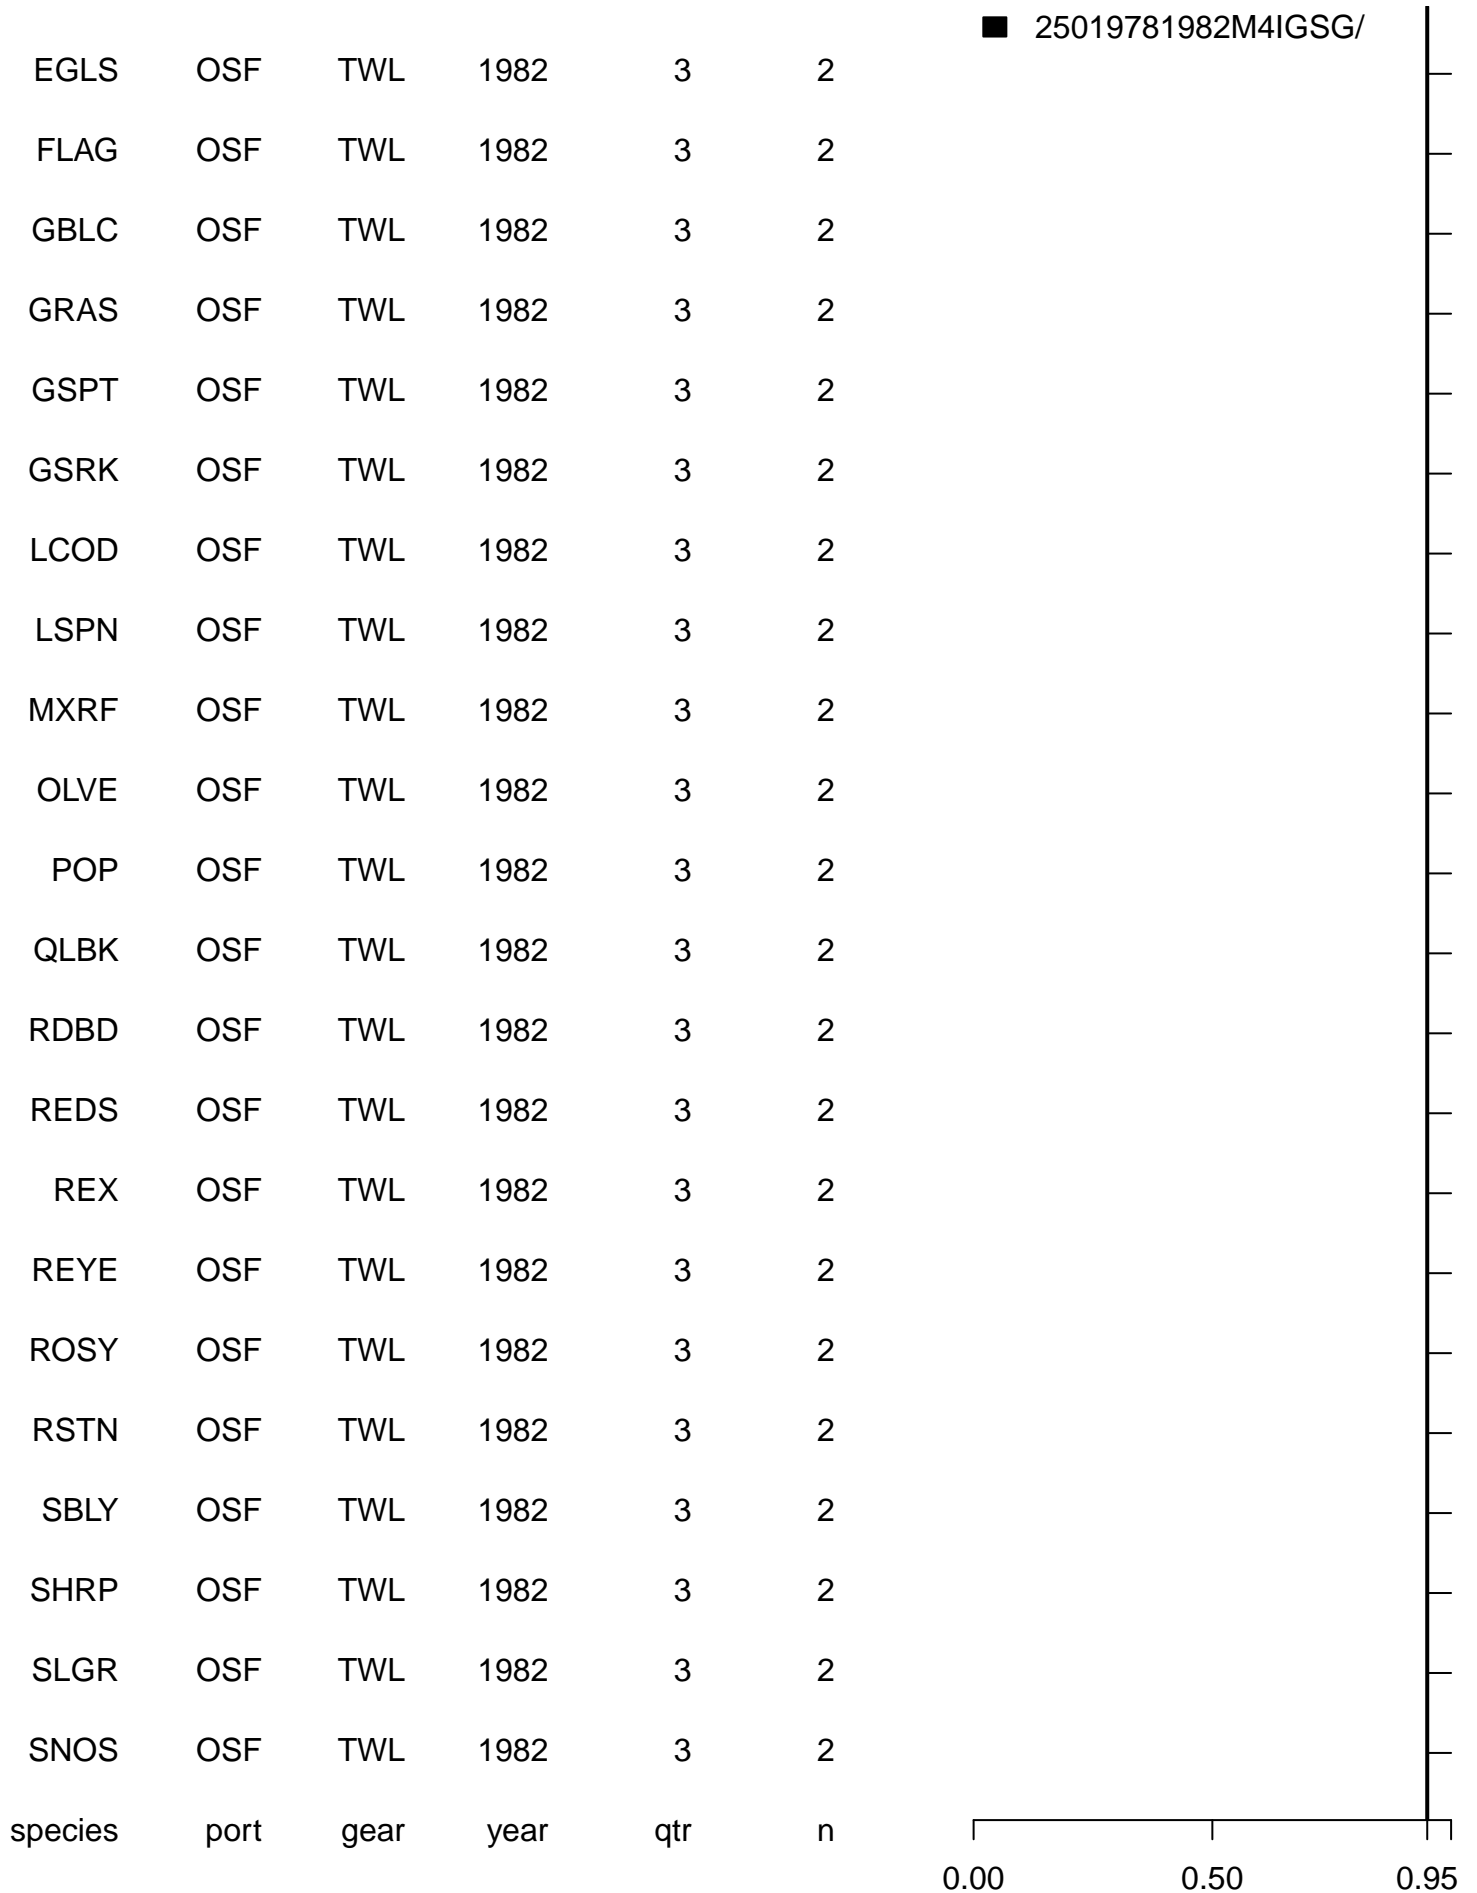 25019781982M4IGSG/
EGLS OSF TWL 1982 3 2
FLAG OSF TWL 1982 3 2
GBLC OSF TWL 1982 3 2
GRAS OSF TWL 1982 3 2
GSPT OSF TWL 1982 3 2
GSRK OSF TWL 1982 3 2
LCOD OSF TWL 1982 3 2
LSPN OSF TWL 1982 3 2
MXRF OSF TWL 1982 3 2
OLVE OSF TWL 1982 3 2
POP OSF TWL 1982 3 2
QLBK OSF TWL 1982 3 2
RDBD OSF TWL 1982 3 2
REDS OSF TWL 1982 3 2
REX OSF TWL 1982 3 2
REYE OSF TWL 1982 3 2
ROSY OSF TWL 1982 3 2
RSTN OSF TWL 1982 3 2
SBLY OSF TWL 1982 3 2
SHRP OSF TWL 1982 3 2
SLGR OSF TWL 1982 3 2
SNOS OSF TWL 1982 3 2
species port gear year qtr n
0.00 0.50 0.95